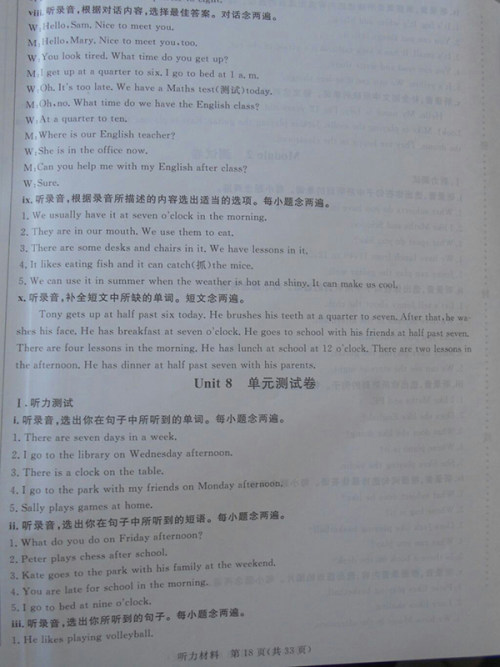 viii. 听录音,根据对话内容,选择最佳答案。对话念两遍。
W: Hello, Sam. Nice to meet you.
M: Hello, Mary. Nice to meet you, too.
W: You look tired. What time do you get up?
M: I get up at a quarter to six. I go to bed at 1 a. m.
W: Oh. It's too late. We have a Maths test(测试)today.
M: Oh, no. What time do we have the English class?
W: At a quarter to ten.
M: Where is our English teacher?
W: She is in the office now.
M: Can you help me with my English after class?
W: Sure.
ix. 听录音,根据录音所描述的内容选出适当的选项。每小题念两遍。
1. We usually have it at seven o'clock in the morning.
2. They are in our mouth. We use them to eat.
3. There are some desks and chairs in it. We have lessons in it.
4. It likes eating fish and it can catch(抓)the mice.
5. We can use it in summer when the weather is hot and shiny. It can make us cool.
x. 听录音,补全短文中所缺的单词。短文念两遍。
Tony gets up at half past six today. He brushes his teeth at a quarter to seven. After that, he wa-
shes his face. He has breakfast at seven o'clock. He goes to school with his friends at half past seven.
There are four lessons in the morning. He has lunch at school at 12 o'clock. There are two lessons in
the afternoon. He has dinner at half past seven with his parents.
Unit 8 单元测试卷
Ⅰ. 听力测试
i. 听录音,选出你在句子中所听到的单词。每小题念两遍。
1. There are seven days in a week.
2. I go to the library on Wednesday afternoon.
3. There is a clock on the table.
4. I go to the park with my friends on Monday afternoon.
5. Sally plays games at home.
ii. 听录音,选出你在句子中所听到的短语。每小题念两遍。
1. What do you do on Friday afternoon?
2. Peter plays chess after school.
3. Kate goes to the park with his family at the weekend.
4. You are late for school in the morning.
5. I go to bed at nine o'clock.
iii. 听录音,选出你所听到的句子。每小题念两遍。
1. He likes playing volleyball.
听力材料 第 18 页(共 33 页)